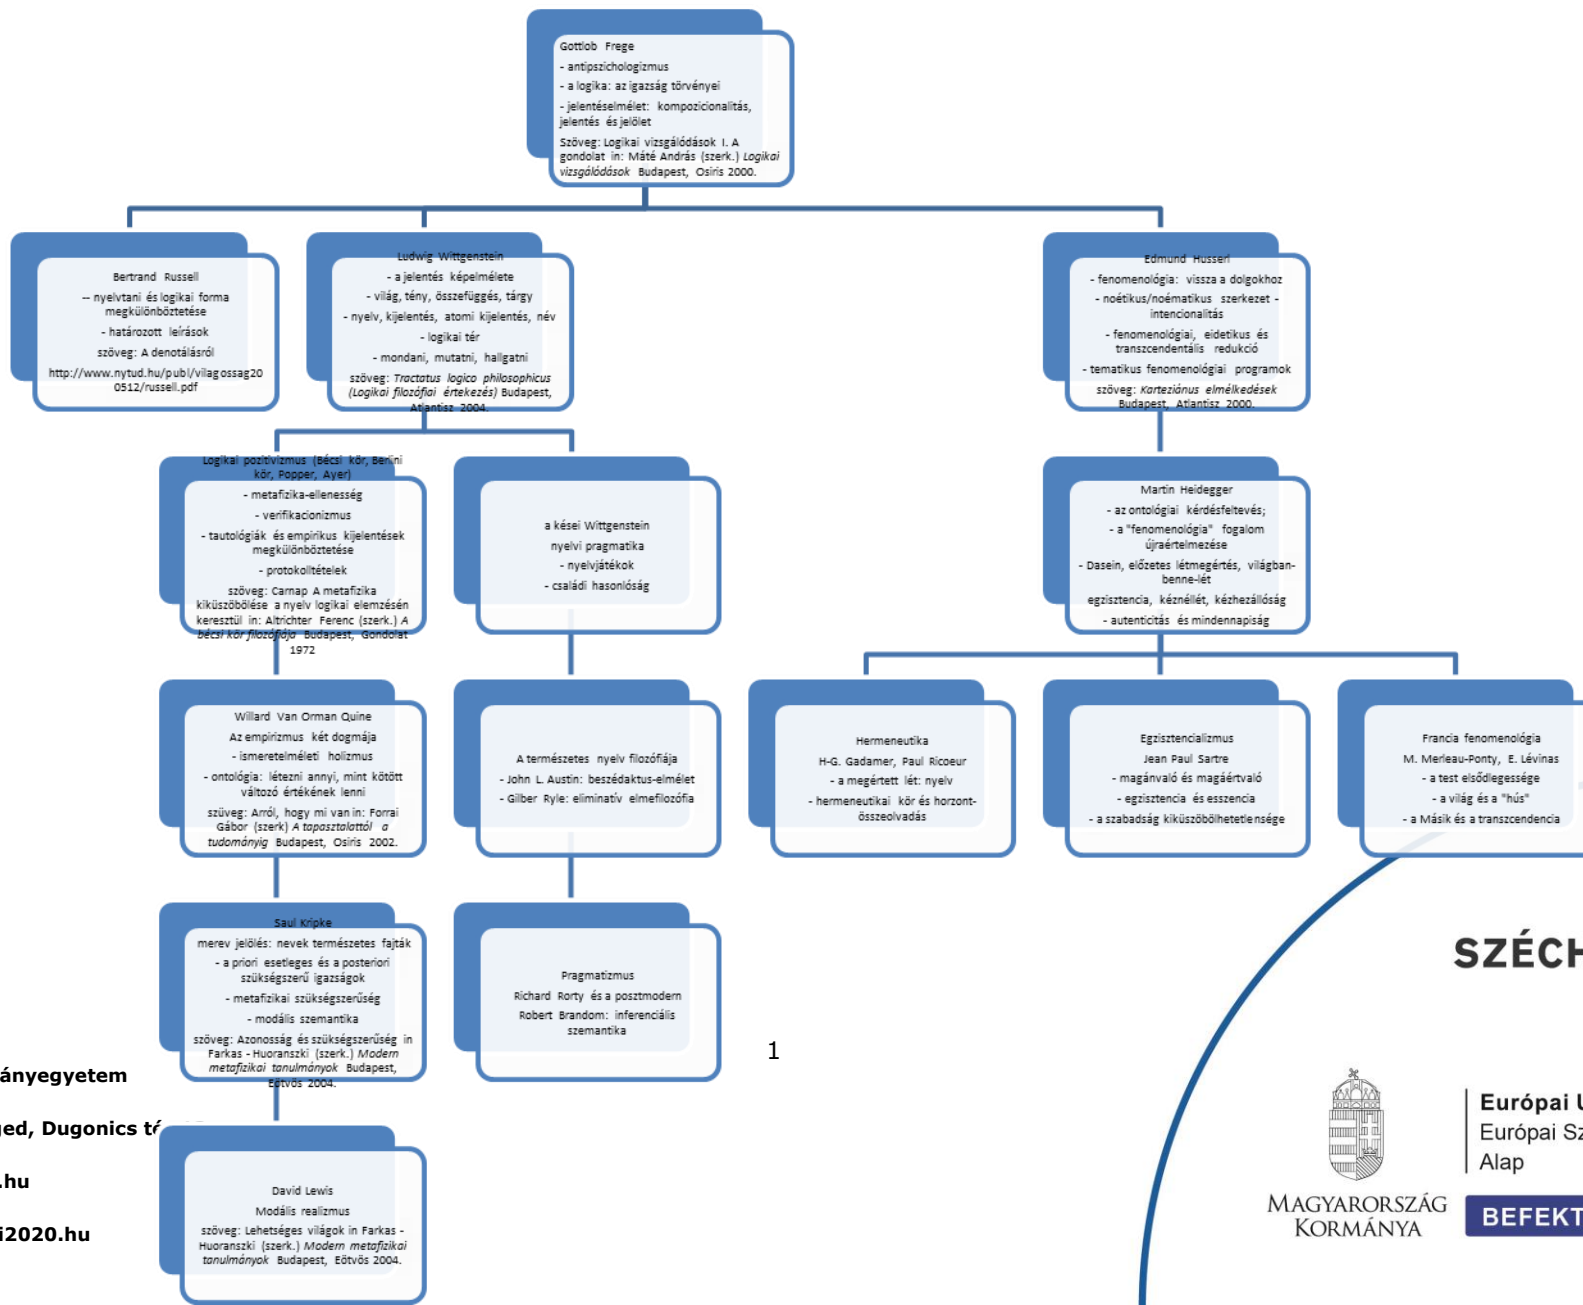 Gottlob Frege
- antipszichologizmus
- a logika: az igazság törvényei
- jelentéselmélet: kompozicionalitás,
jelentés és jelölet
Szöveg: Logikai vizsgálódások I. A
gondolat in: Máté András (szerk.) Logikai
vizsgálódások Budapest, Osiris 2000.
Bertrand Russell
-- nyelvtani és logikai forma
megkülönböztetése
- határozott leírások
szöveg: A denotálásról
http://www.nytud.hu/publ/vilagossag20
0512/russell.pdf
Ludwig Wittgenstein
- a jelentés képelmélete
- világ, tény, összefüggés, tárgy
- nyelv, kijelentés, atomi kijelentés, név
- logikai tér
- mondani, mutatni, hallgatni
szöveg: Tractatus logico philosophicus
(Logikai filozófiai értekezés) Budapest,
Atlantisz 2004.
Edmund Husserl
- fenomenológia: vissza a dolgokhoz
- noétikus/noématikus szerkezet -
intencionalitás
- fenomenológiai, eidetikus és
transzcendentális redukció
- tematikus fenomenológiai programok
szöveg: Karteziánus elmélkedések
Budapest, Atlantisz 2000.
Logikai pozitivizmus (Bécsi kör, Berlini
kör, Popper, Ayer)
- metafizika-ellenesség
- verifikacionizmus
- tautológiák és empirikus kijelentések
megkülönböztetése
- protokolltételek
szöveg: Carnap A metafizika
kiküszöbölése a nyelv logikai elemzésén
keresztül in: Altrichter Ferenc (szerk.) A
bécsi kör filozófiája Budapest, Gondolat
1972
a kései Wittgenstein
nyelvi pragmatika
- nyelvjátékok
- családi hasonlóság
Martin Heidegger
- az ontológiai kérdésfeltevés;
- a "fenomenológia" fogalom
újraértelmezése
- Dasein, előzetes létmegértés, világban-
benne-lét
egzisztencia, kéznéllét, kézhezállóság
- autenticitás és mindennapiság
Willard Van Orman Quine
Az empirizmus két dogmája
- ismeretelméleti holizmus
- ontológia: létezni annyi, mint kötött
változó értékének lenni
szüveg: Arról, hogy mi van in: Forrai
Gábor (szerk) A tapasztalattól a
tudományig Budapest, Osiris 2002.
A természetes nyelv filozófiája
- John L. Austin: beszédaktus-elmélet
- Gilber Ryle: eliminatív elmefilozófia
Hermeneutika
H-G. Gadamer, Paul Ricoeur
- a megértett lét: nyelv
- hermeneutikai kör és horzont-
összeolvadás
Egzisztencializmus
Jean Paul Sartre
- magánvaló és magáértvaló
- egzisztencia és esszencia
- a szabadság kiküszöbölhetetlensége
Francia fenomenológia
M. Merleau-Ponty, E. Lévinas
- a test elsődlegessége
- a világ és a "hús"
- a Másik és a transzcendencia
Saul Kripke
merev jelölés: nevek természetes fajták
- a priori esetleges és a posteriori
szükségszerű igazságok
- metafizikai szükségszerűség
- modális szemantika
szöveg: Azonosság és szükségszerűség in
Farkas - Huoranszki (szerk.) Modern
metafizikai tanulmányok Budapest,
Eötvös 2004.
Pragmatizmus
Richard Rorty és a posztmodern
Robert Brandom: inferenciális
szemantika
David Lewis
Modális realizmus
szöveg: Lehetséges világok in Farkas -
Huoranszki (szerk.) Modern metafizikai
tanulmányok Budapest, Eötvös 2004.
1
ányegyetem
ged, Dugonics té
.hu
i2020.hu
SZÉCH
MAGYARORSZÁG
KORMÁNYA
Európai U
Európai Sz
Alap
BEFEKT